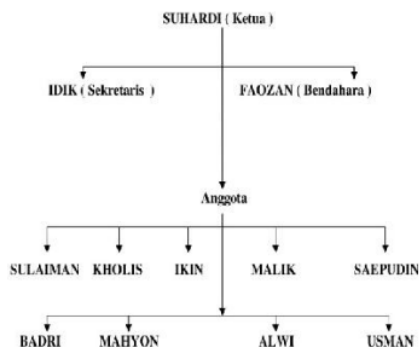 SUHARDI ( Ketua )
IDIK ( Sekretaris ) FAOZAN ( Bendahara )
Anggota
SULAIMAN KHOLIS IKIN MALIK SAEPUDIN
BADRI MAHYON ALWI USMAN